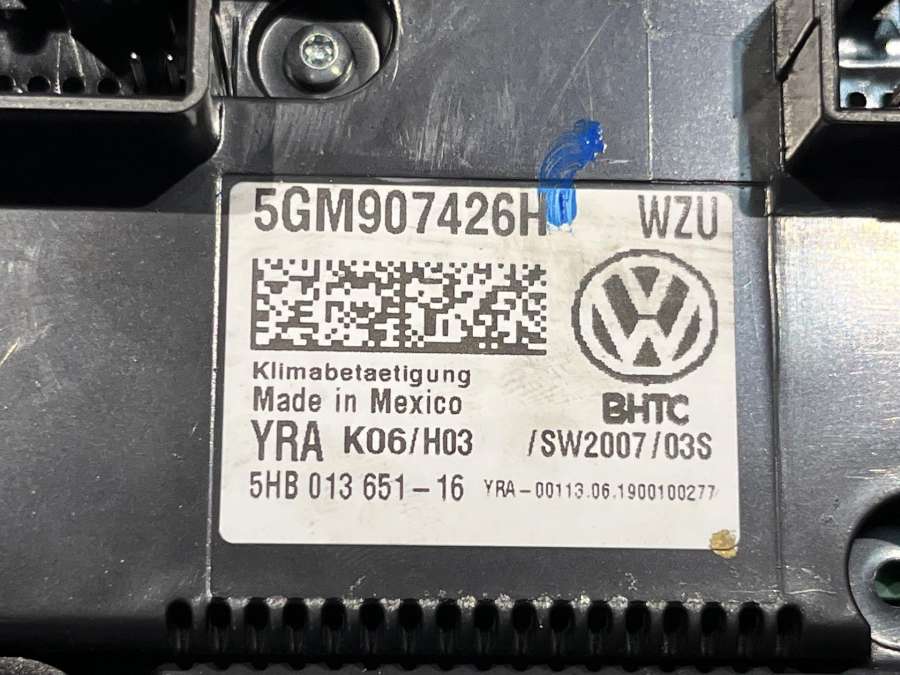 5GM907426H WZU
Klimabetaetigung
Made in Mexico
BHTC
YRA K06/H03 /SW2007/03S
5HB 013 651-16 YRA-00113.06.1900100277